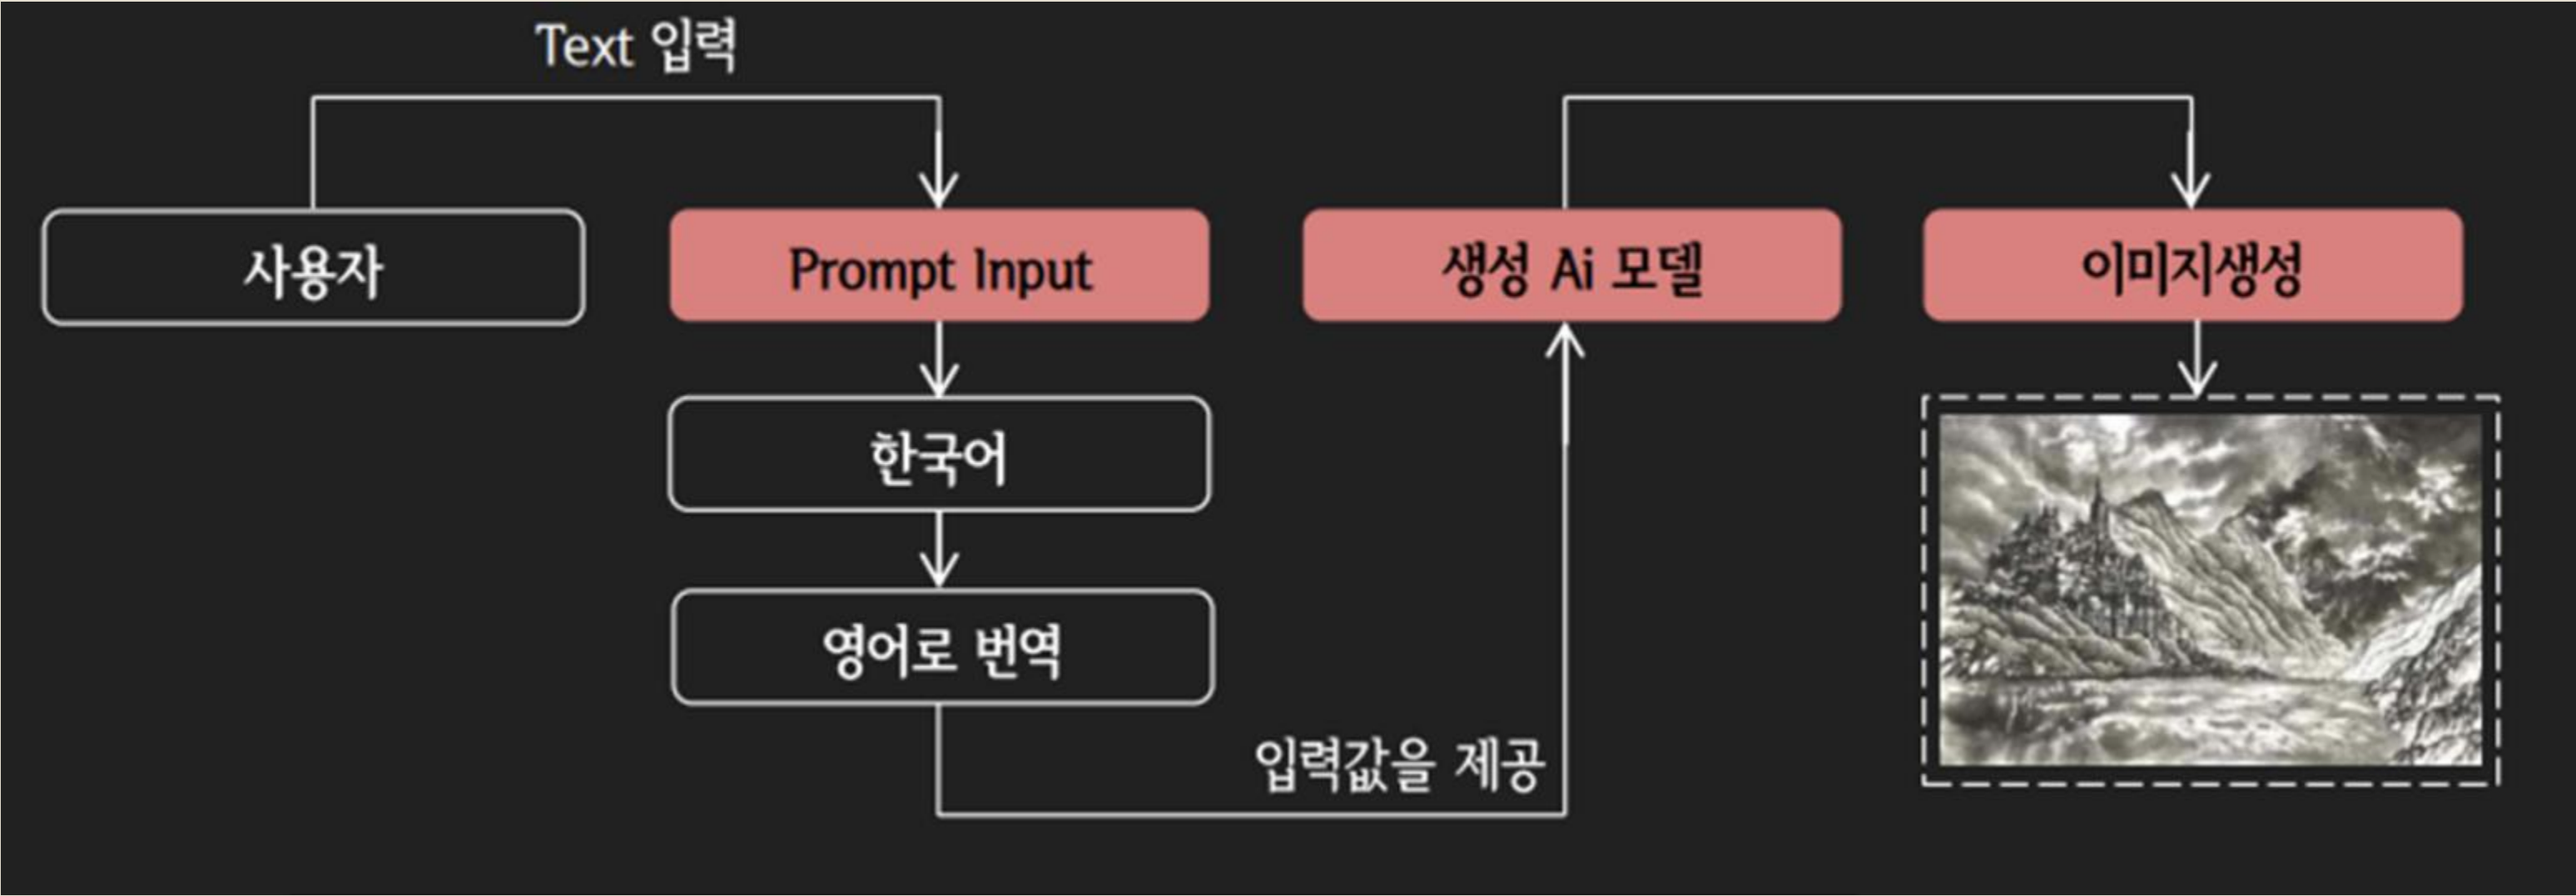 Text 입력
사용자
Prompt Input
한국어
영어로 번역
입력값을 제공
생성 Ai 모델
이미지생성